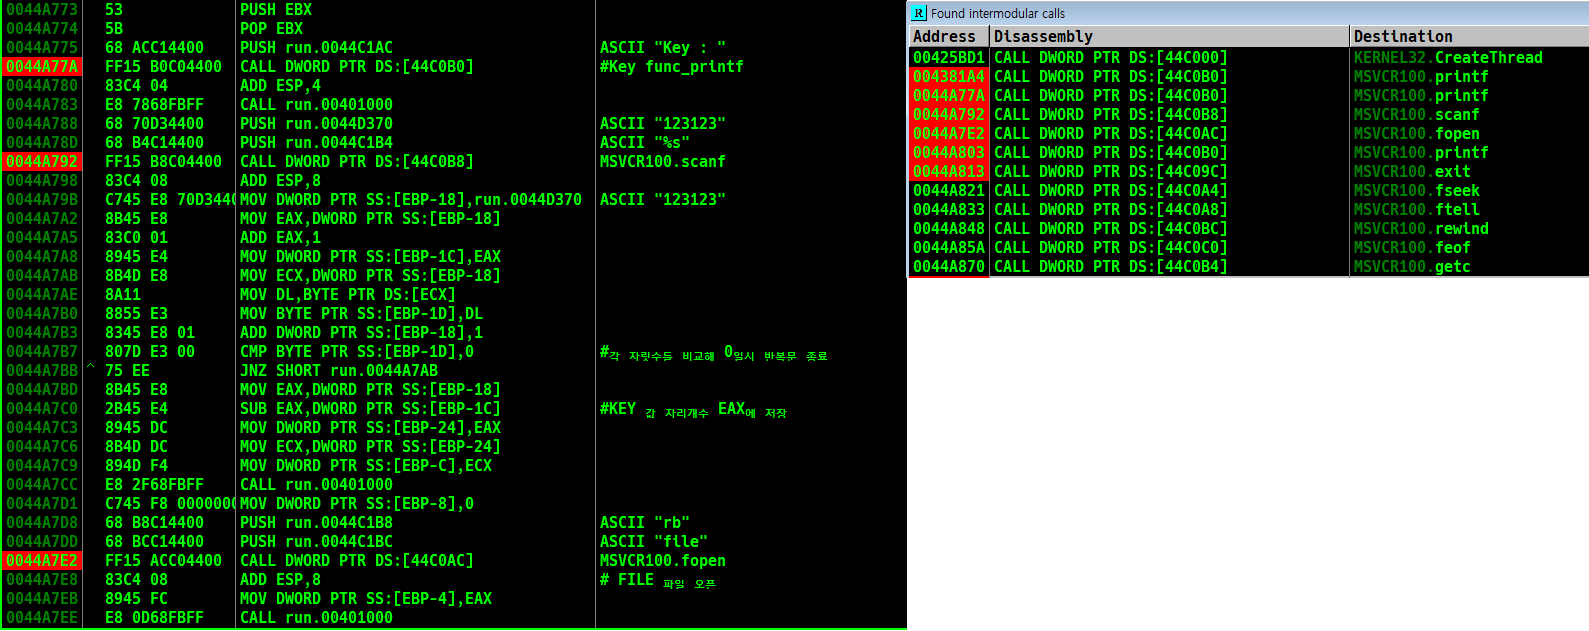 0044A773 53 PUSH EBX
0044A774 5B POP EBX
0044A775 68 ACC14400 PUSH run.0044C1AC ASCII "Key : "
0044A77A FF15 B0C04400 CALL DWORD PTR DS:[44C0B0] #Key func_printf
0044A780 83C4 04 ADD ESP,4
0044A783 E8 7868FBFF CALL run.00401000
0044A788 68 70D34400 PUSH run.0044D370 ASCII "123123"
0044A78D 68 B4C14400 PUSH run.0044C1B4 ASCII "%s"
0044A792 FF15 B8C04400 CALL DWORD PTR DS:[44C0B8] MSVCR100.scanf
0044A798 83C4 08 ADD ESP,8
0044A79B C745 E8 70D3440 MOV DWORD PTR SS:[EBP-18],run.0044D370 ASCII "123123"
0044A7A2 8B45 E8 MOV EAX,DWORD PTR SS:[EBP-18]
0044A7A5 83C0 01 ADD EAX,1
0044A7A8 8945 E4 MOV DWORD PTR SS:[EBP-1C],EAX
0044A7AB 8B4D E8 MOV ECX,DWORD PTR SS:[EBP-18]
0044A7AE 8A11 MOV DL,BYTE PTR DS:[ECX]
0044A7B0 8855 E3 MOV BYTE PTR SS:[EBP-1D],DL
0044A7B3 8345 E8 01 ADD DWORD PTR SS:[EBP-18],1
0044A7B7 807D E3 00 CMP BYTE PTR SS:[EBP-1D],0 #각 자릿수들 비교해 0일시 반복문 종료
0044A7BB ^ 75 EE JNZ SHORT run.0044A7AB
0044A7BD 8B45 E8 MOV EAX,DWORD PTR SS:[EBP-18]
0044A7C0 2B45 E4 SUB EAX,DWORD PTR SS:[EBP-1C] #KEY 값 자리개수 EAX에 저장
0044A7C3 8945 DC MOV DWORD PTR SS:[EBP-24],EAX
0044A7C6 8B4D DC MOV ECX,DWORD PTR SS:[EBP-24]
0044A7C9 894D F4 MOV DWORD PTR SS:[EBP-C],ECX
0044A7CC E8 2F68FBFF CALL run.00401000
0044A7D1 C745 F8 0000000 MOV DWORD PTR SS:[EBP-8],0
0044A7D8 68 B8C14400 PUSH run.0044C1B8 ASCII "rb"
0044A7DD 68 BCC14400 PUSH run.0044C1BC ASCII "file"
0044A7E2 FF15 ACC04400 CALL DWORD PTR DS:[44C0AC] MSVCR100.fopen
0044A7E8 83C4 08 ADD ESP,8 # FILE 파일 오픈
0044A7EB 8945 FC MOV DWORD PTR SS:[EBP-4],EAX
0044A7EE E8 0D68FBFF CALL run.00401000
R Found intermodular calls
Address Disassembly Destination
00425BD1 CALL DWORD PTR DS:[44C000] KERNEL32.CreateThread
004381A4 CALL DWORD PTR DS:[44C0B0] MSVCR100.printf
0044A77A CALL DWORD PTR DS:[44C0B0] MSVCR100.printf
0044A792 CALL DWORD PTR DS:[44C0B8] MSVCR100.scanf
0044A7E2 CALL DWORD PTR DS:[44C0AC] MSVCR100.fopen
0044A803 CALL DWORD PTR DS:[44C0B0] MSVCR100.printf
0044A813 CALL DWORD PTR DS:[44C09C] MSVCR100.exit
0044A821 CALL DWORD PTR DS:[44C0A4] MSVCR100.fseek
0044A833 CALL DWORD PTR DS:[44C0A8] MSVCR100.ftell
0044A848 CALL DWORD PTR DS:[44C0BC] MSVCR100.rewind
0044A85A CALL DWORD PTR DS:[44C0C0] MSVCR100.feof
0044A870 CALL DWORD PTR DS:[44C0B4] MSVCR100.getc